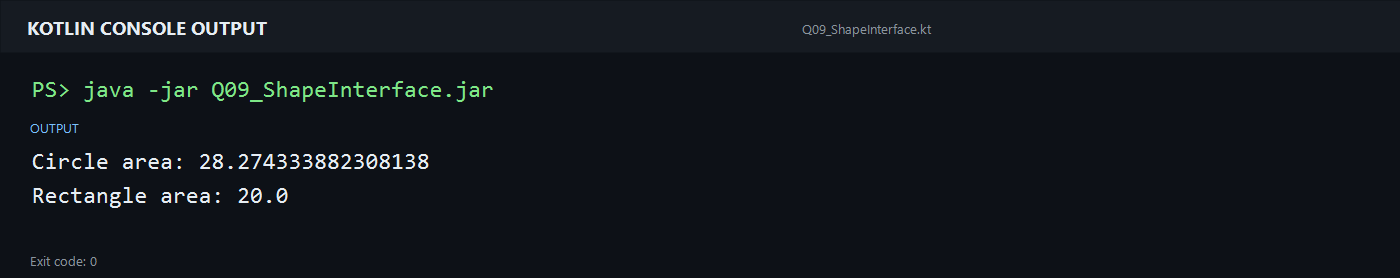 KOTLIN CONSOLE OUTPUT
Q09_ShapeInterface.kt
PS> java -jar Q09_ShapeInterface.jar
OUTPUT
Circle area: 28.274333882308138
Rectangle area: 20.0
Exit code: 0